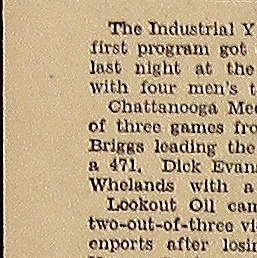 The Industrial Y
first program got
last night at the
with four men's t
Chattanooga Me
of three games fro
Briggs leading the
a 471. Dick Evan
Whelands with a
Lookout Oil cam
two-out-of-three vi
enports after losin